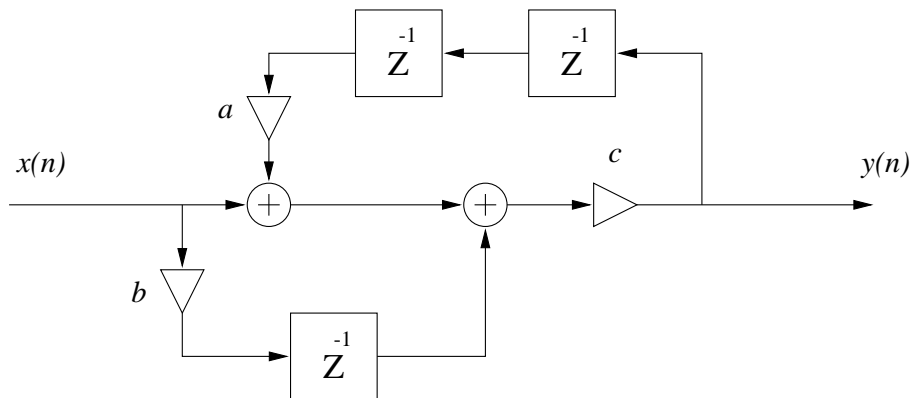 Z⁻¹ Z⁻¹
a
x(n) c y(n)
+ +
b
Z⁻¹